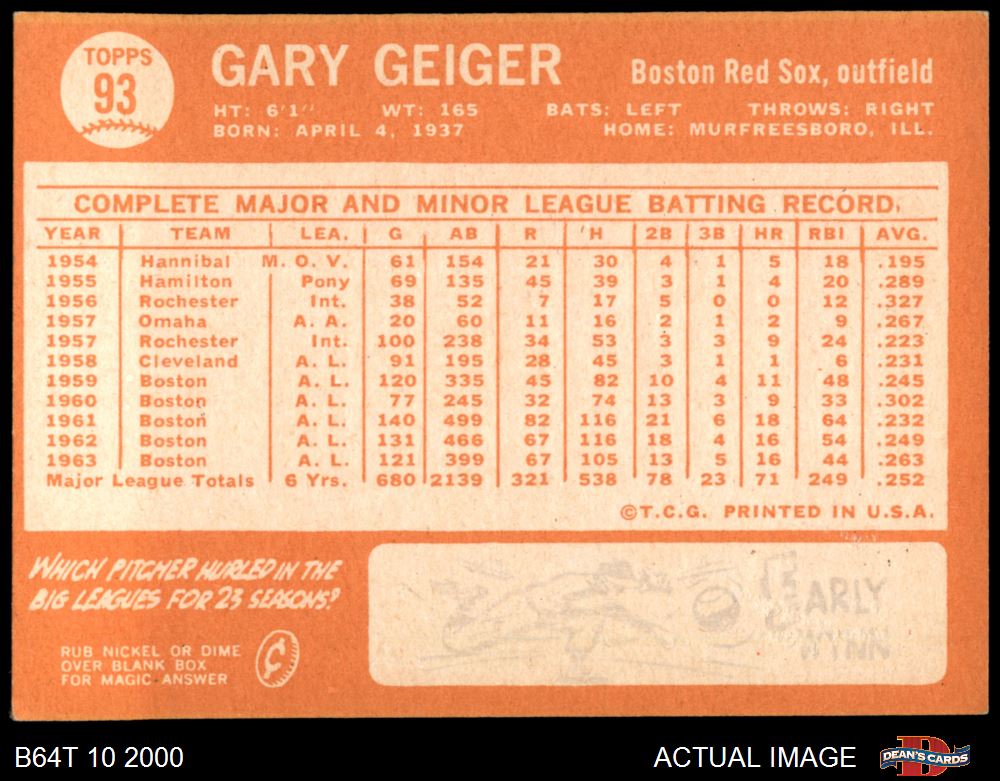 TOPPS
93
GARY GEIGER
Boston Red Sox, outfield
HT: 6'1" WT: 165 BATS: LEFT THROWS: RIGHT
BORN: APRIL 4, 1937 HOME: MURFREESBORO, ILL.
COMPLETE MAJOR AND MINOR LEAGUE BATTING RECORD.
YEAR TEAM LEA. G AB R H 2B 3B HR RBI AVG.
1954 Hannibal M. O. V. 61 154 21 30 4 1 5 18 .195
1955 Hamilton Pony 69 135 45 39 3 1 4 20 .289
1956 Rochester Int. 38 52 7 17 5 0 0 12 .327
1957 Omaha A. A. 20 60 11 16 2 1 2 9 .267
1957 Rochester Int. 100 238 34 53 3 3 9 24 .223
1958 Cleveland A. L. 91 195 28 45 3 1 1 6 .231
1959 Boston A. L. 120 335 45 82 10 4 11 48 .245
1960 Boston A. L. 77 245 32 74 13 3 9 33 .302
1961 Boston A. L. 140 499 82 116 21 6 18 64 .232
1962 Boston A. L. 131 466 67 116 18 4 16 54 .249
1963 Boston A. L. 121 399 67 105 13 5 16 44 .263
Major League Totals 6 Yrs. 680 2139 321 538 78 23 71 249 .252
©T.C.G. PRINTED IN U.S.A.
WHICH PITCHER HURLED IN THE
BIG LEAGUES FOR 23 SEASONS?
RUB NICKEL OR DIME
OVER BLANK BOX
FOR MAGIC ANSWER
¢
EARLY
WYNN
B64T 10 2000
ACTUAL IMAGE
DEAN'S CARDS